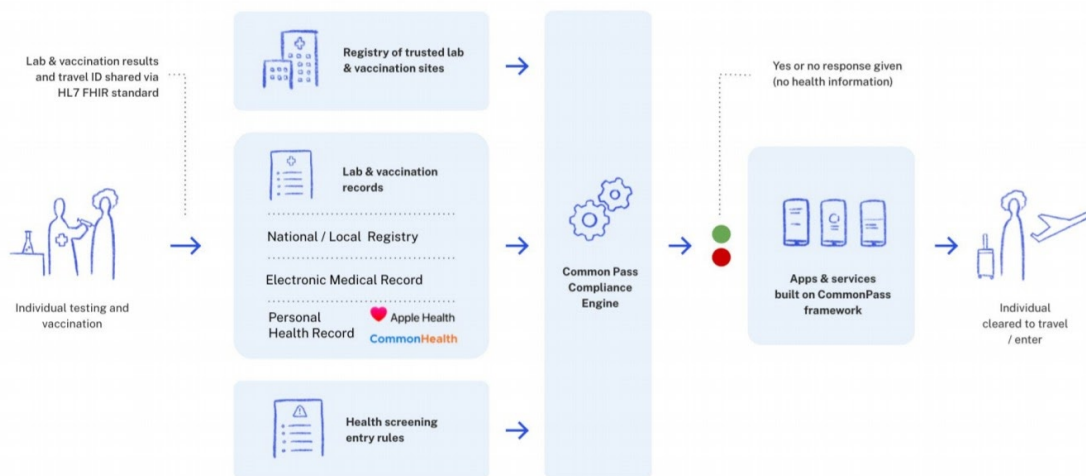 Lab & vaccination results
and travel ID shared via
HL7 FHIR standard
Individual testing and
vaccination
Registry of trusted lab
& vaccination sites
Lab & vaccination
records
National / Local Registry
Electronic Medical Record
Personal
Health Record
Apple Health
CommonHealth
Health screening
entry rules
Common Pass
Compliance
Engine
Yes or no response given
(no health information)
Apps & services
built on CommonPass
framework
Individual
cleared to travel
/ enter